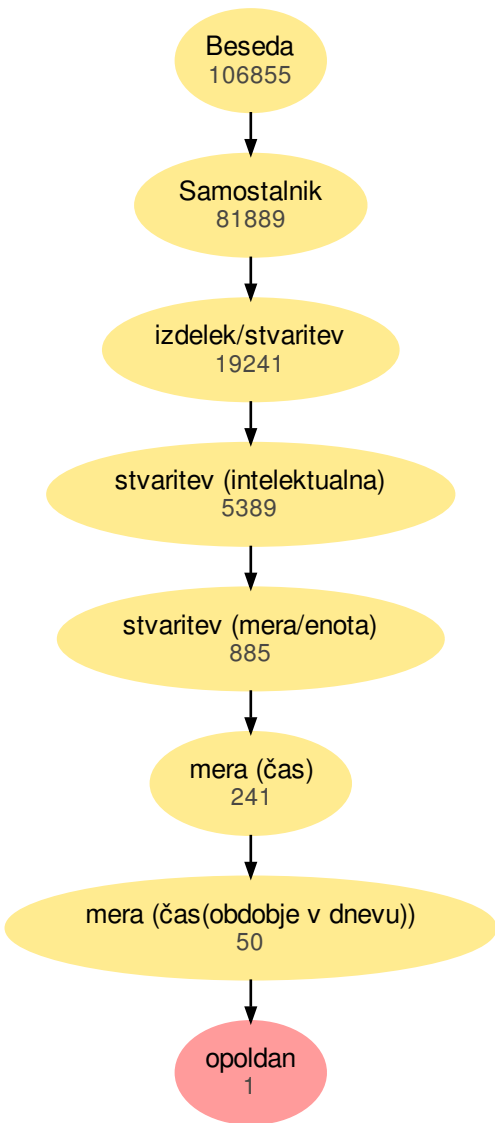 Beseda
106855
Samostalnik
81889
izdelek/stvaritev
19241
stvaritev (intelektualna)
5389
stvaritev (mera/enota)
885
mera (čas)
241
mera (čas(obdobje v dnevu))
50
opoldan
1